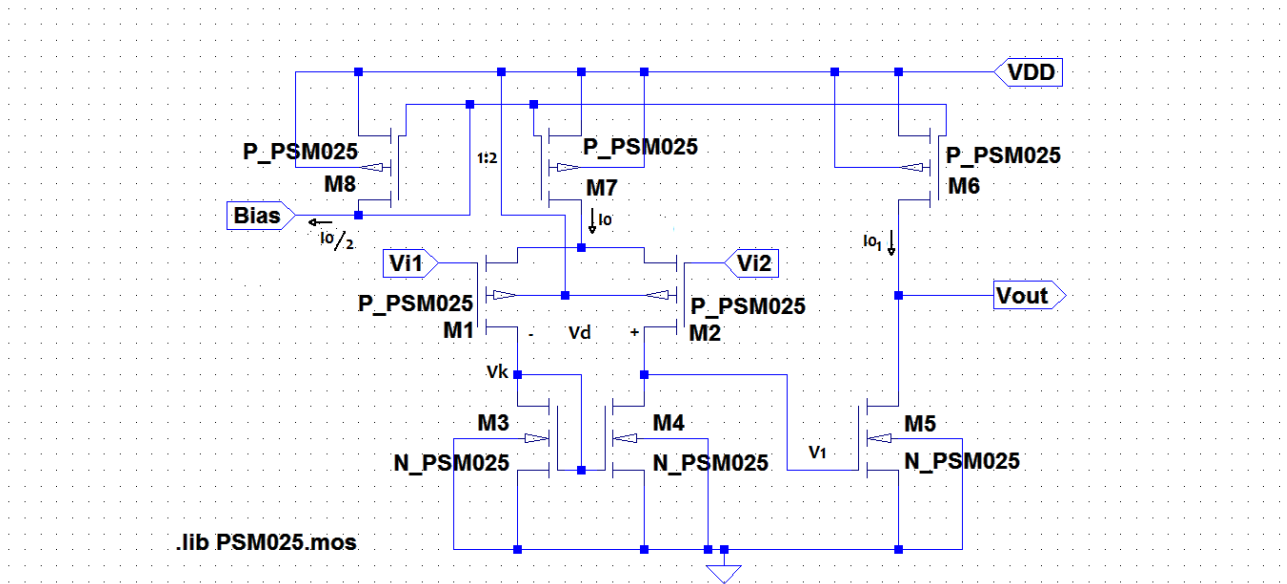 VDD
P_PSM025
M8
1:2
P_PSM025
M7
P_PSM025
M6
Bias
Io/2
Io
Io1
Vi1
Vi2
P_PSM025
M1
- Vd +
P_PSM025
M2
Vout
Vk
M3
N_PSM025
M4
N_PSM025
V1
M5
N_PSM025
.lib PSM025.mos